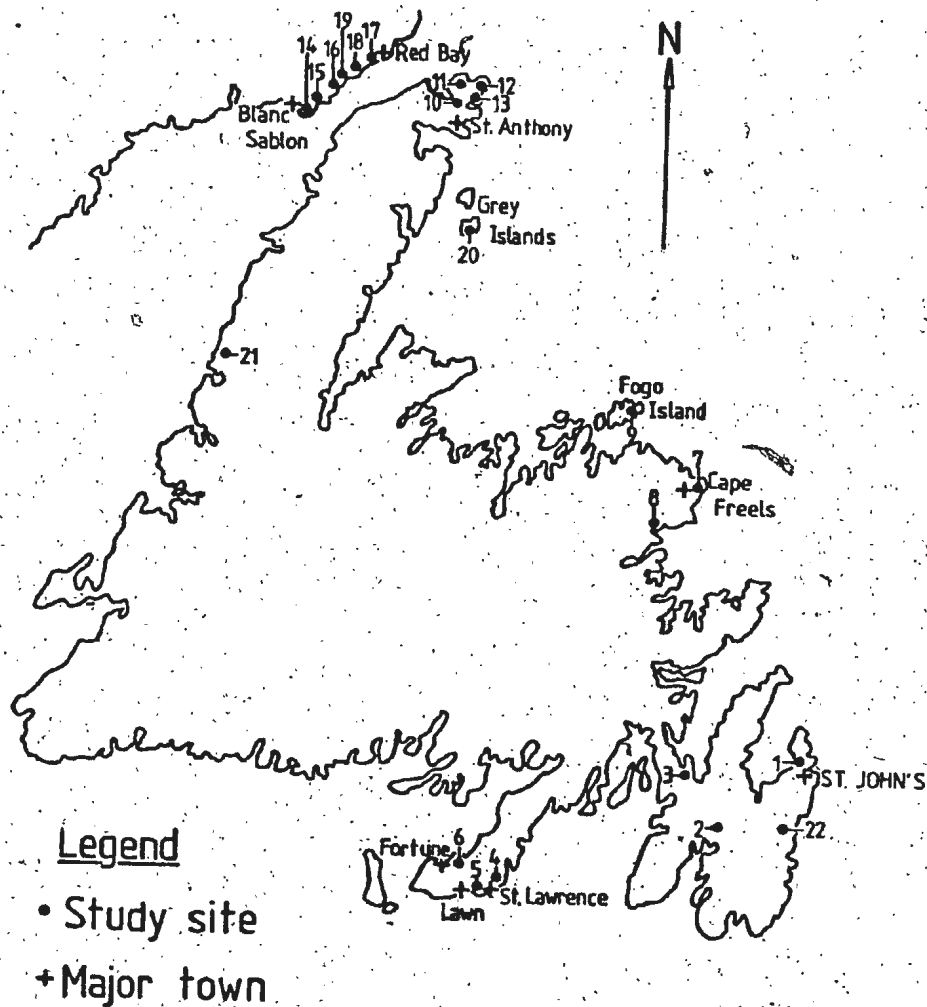 19
14
16
18
17
15
Red Bay
Blanc
Sablon
11
12
10
13
St. Anthony
N
Grey
Islands
20
21
Fogo
Island
9
7
Cape
Freels
8
1
ST. JOHN'S
3
2
22
Fortune
6
5
4
St. Lawrence
Lawn
Legend
• Study site
+ Major town